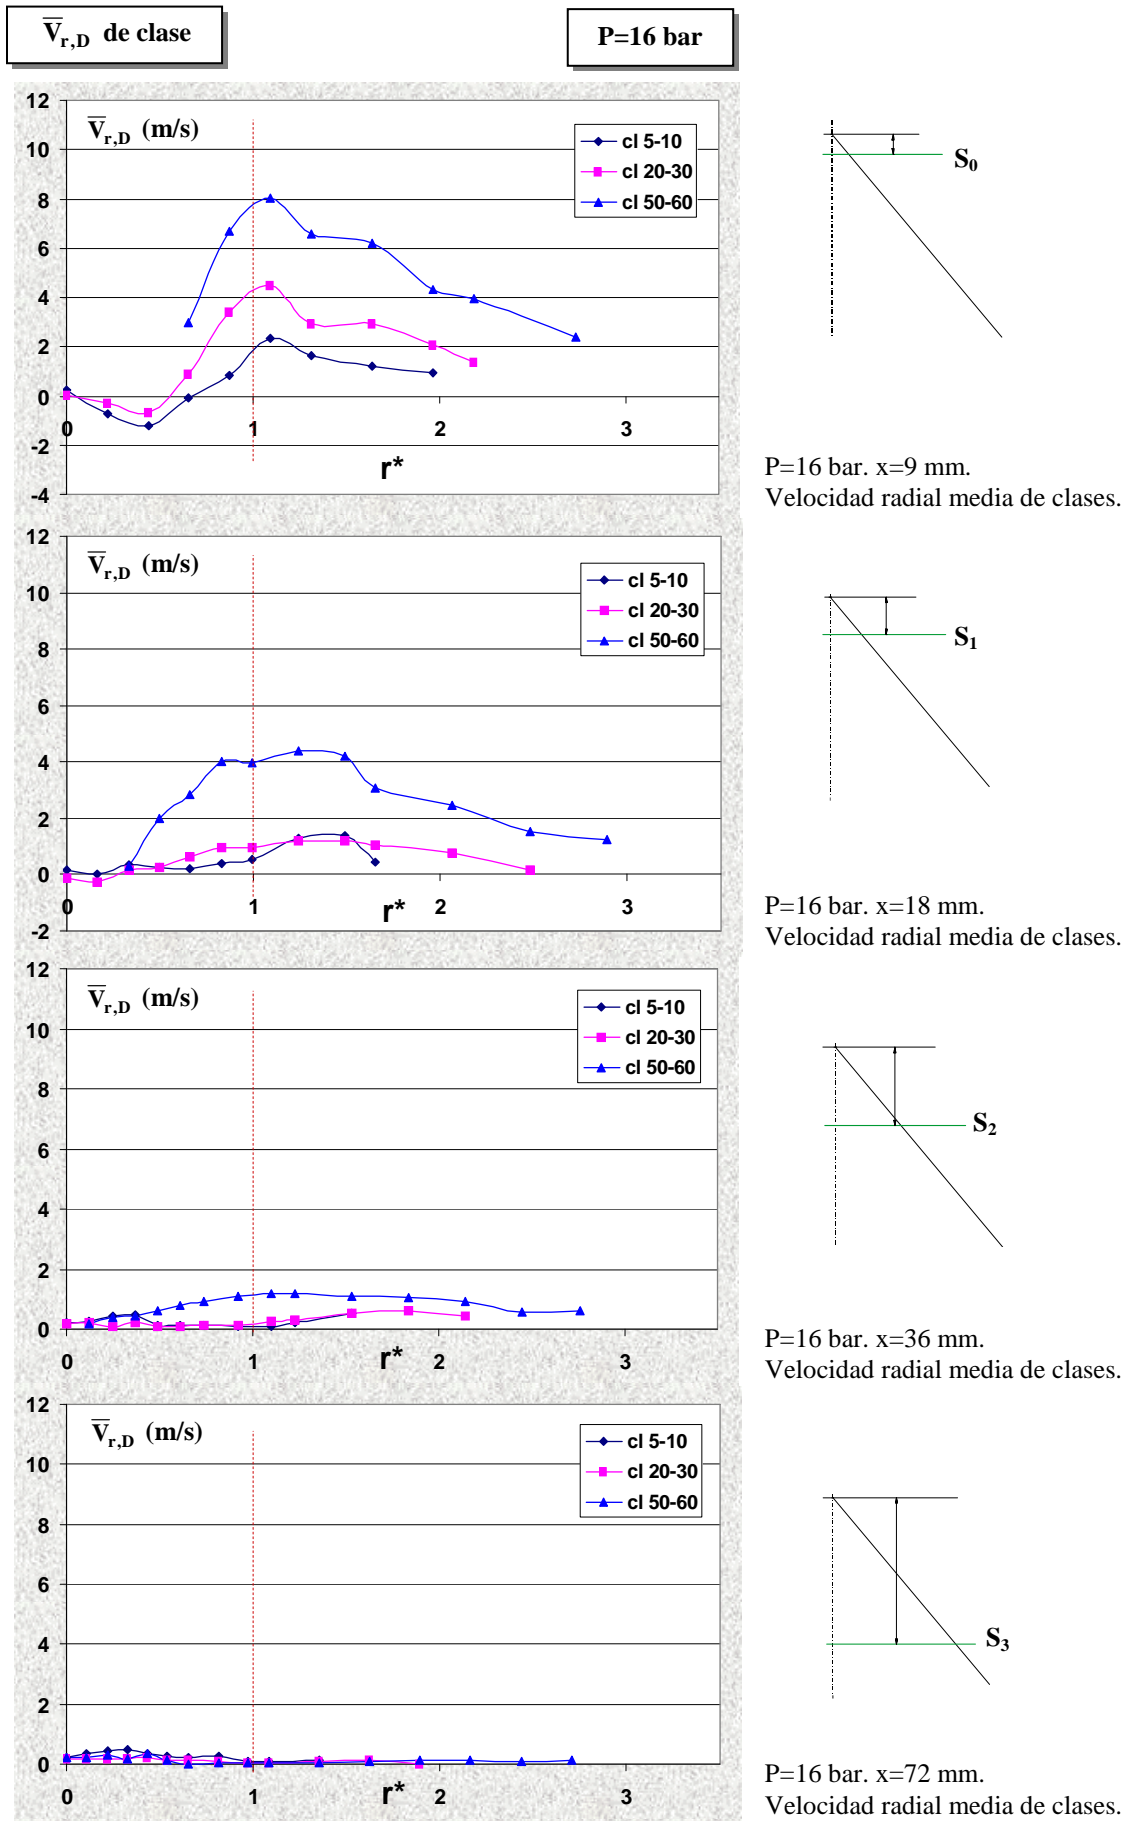 V̅r,D de clase
P=16 bar
V̅r,D (m/s)
cl 5-10
cl 20-30
cl 50-60
12
10
8
6
4
2
0
-2
-4
0
1
2
3
r*
S0
P=16 bar. x=9 mm.
Velocidad radial media de clases.
V̅r,D (m/s)
cl 5-10
cl 20-30
cl 50-60
12
10
8
6
4
2
0
-2
0
1
2
3
r*
S1
P=16 bar. x=18 mm.
Velocidad radial media de clases.
V̅r,D (m/s)
cl 5-10
cl 20-30
cl 50-60
12
10
8
6
4
2
0
0
1
2
3
r*
S2
P=16 bar. x=36 mm.
Velocidad radial media de clases.
V̅r,D (m/s)
cl 5-10
cl 20-30
cl 50-60
12
10
8
6
4
2
0
0
1
2
3
r*
S3
P=16 bar. x=72 mm.
Velocidad radial media de clases.